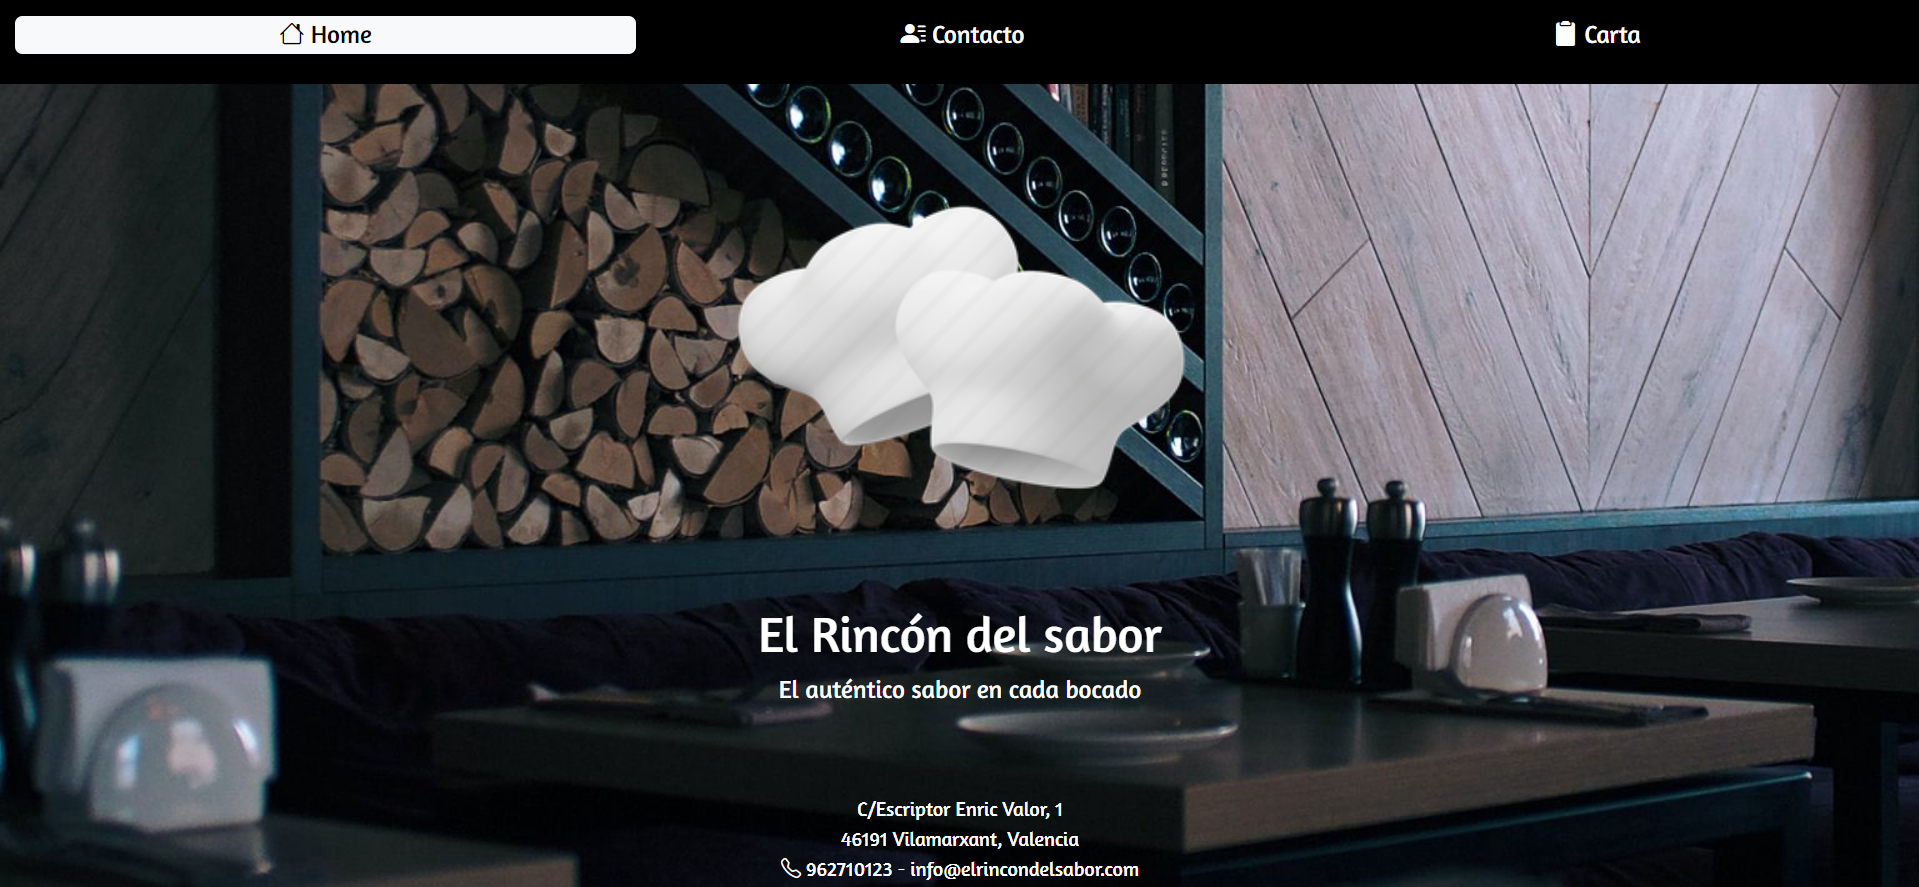 Home
Contacto
Carta
El Rincón del sabor
El auténtico sabor en cada bocado
C/Escriptor Enric Valor, 1
46191 Vilamarxant, Valencia
962710123 - info@elrincondelsabor.com